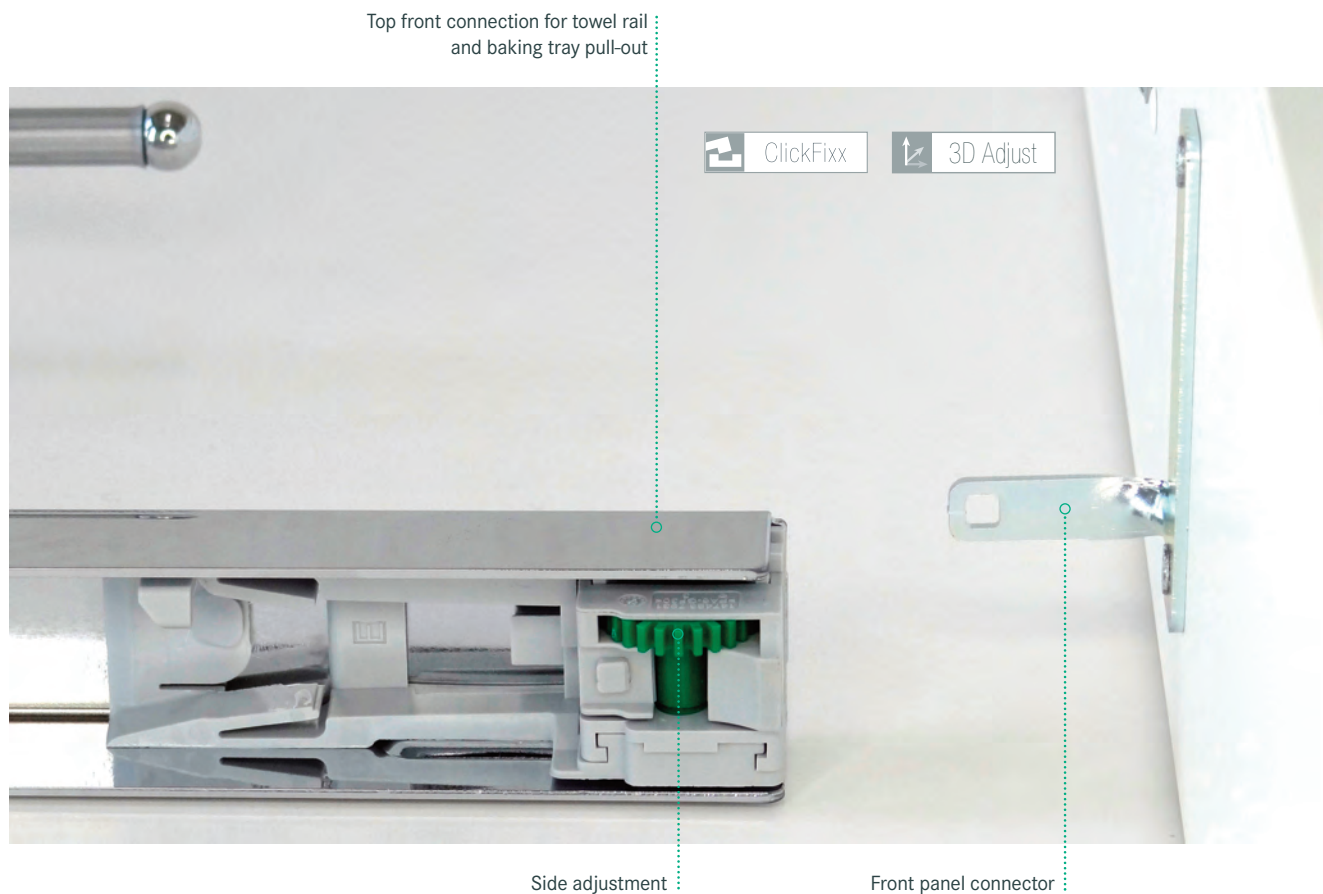 Top front connection for towel rail
and baking tray pull-out
ClickFixx
3D Adjust
Side adjustment
Front panel connector